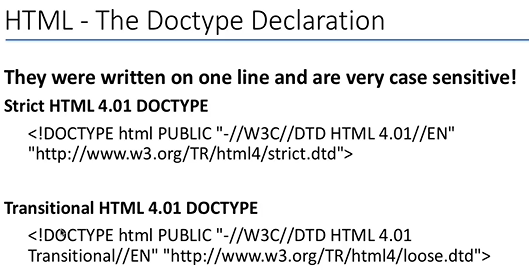 HTML - The Doctype Declaration
They were written on one line and are very case sensitive!
Strict HTML 4.01 DOCTYPE
<!DOCTYPE html PUBLIC "-//W3C//DTD HTML 4.01//EN"
"http://www.w3.org/TR/html4/strict.dtd">
Transitional HTML 4.01 DOCTYPE
<!DOCTYPE html PUBLIC "-//W3C//DTD HTML 4.01
Transitional//EN" "http://www.w3.org/TR/html4/loose.dtd">